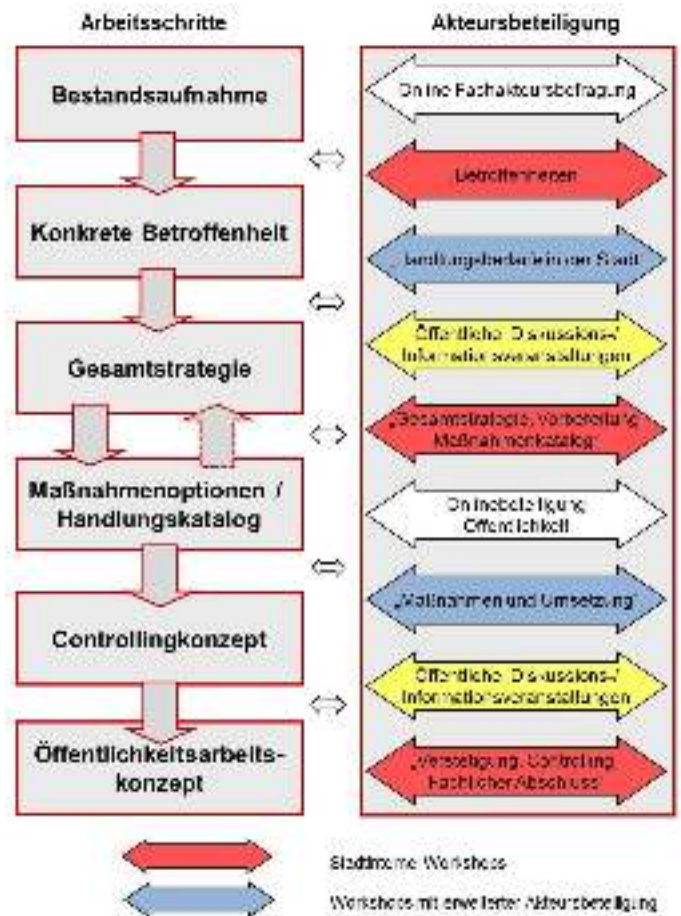 Arbeitsschritte
Akteursbeteiligung
Bestandsaufnahme
Konkrete Betroffenheit
Gesamtstrategie
Maßnahmenoptionen /
Handlungskatalog
Controllingkonzept
Öffentlichkeitsarbeits-
konzept
Online Fachakteursbefragung
Betroffenheiten
„Handlungsbedarfe in der Stadt“
Öffentliche Diskussions-/
Informationsveranstaltungen
„Gesamtstrategie, Vorbereitung
Maßnahmenkatalog“
Onlinebeteiligung
Öffentlichkeit
„Maßnahmen und Umsetzung“
Öffentliche Diskussions-/
Informationsveranstaltungen
„Verstetigung, Controlling,
Fachlicher Abschluss“
Stadtinterne Workshops
Workshops mit erweiterter Akteursbeteiligung